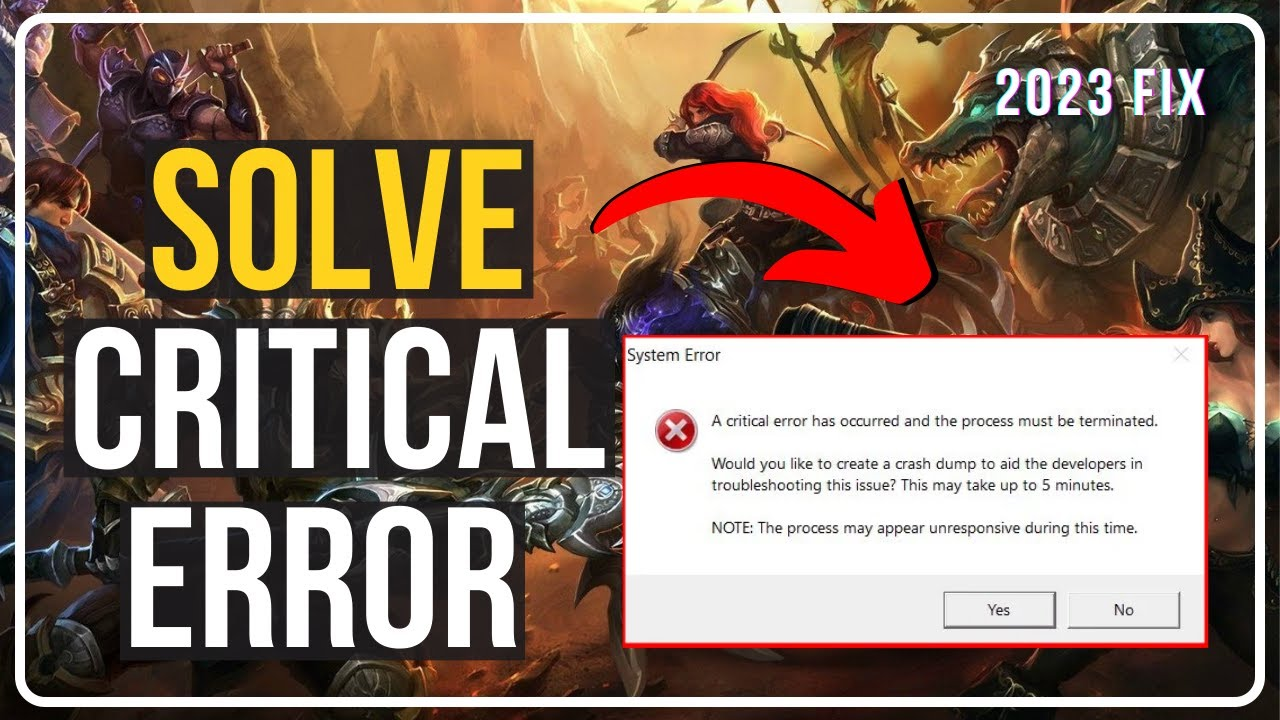 2023 FIX
SOLVE
CRITICAL
ERROR
System Error
A critical error has occurred and the process must be terminated.
Would you like to create a crash dump to aid the developers in
troubleshooting this issue? This may take up to 5 minutes.
NOTE: The process may appear unresponsive during this time.
Yes
No